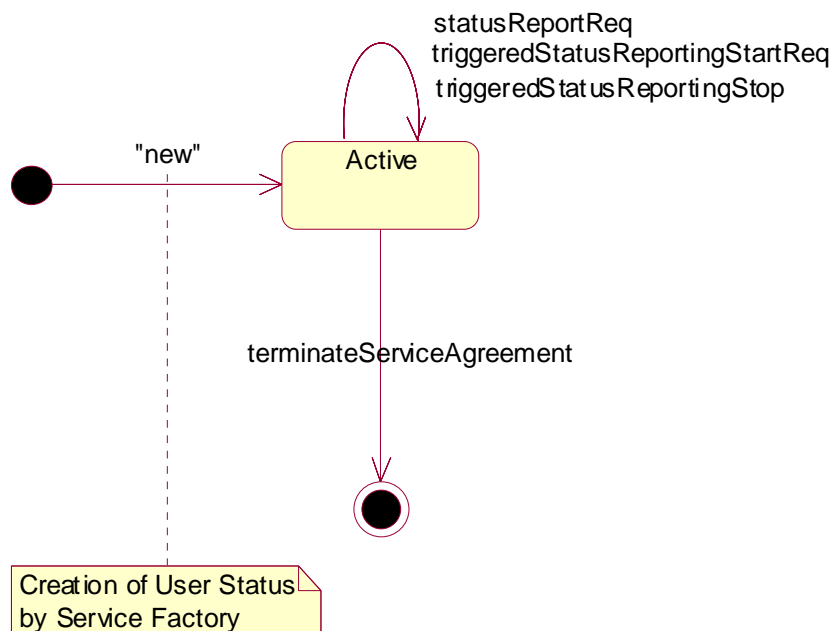 statusReportReq
triggeredStatusReportingStartReq
triggeredStatusReportingStop
"new"
Active
terminateServiceAgreement
Creation of User Status
by Service Factory